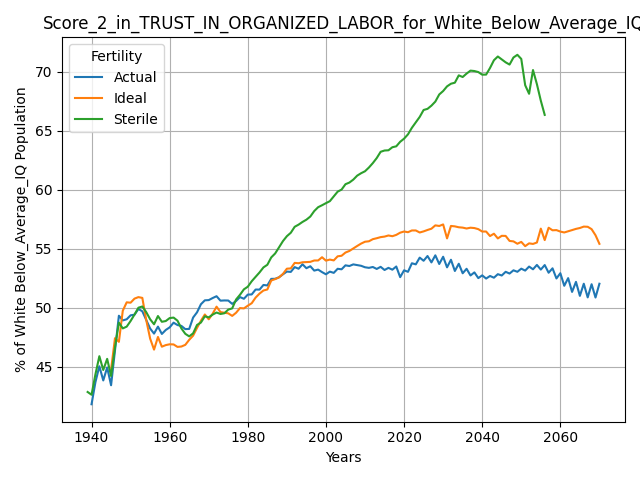 Score_2_in_TRUST_IN_ORGANIZED_LABOR_for_White_Below_Average_IQ
Fertility
Actual
Ideal
Sterile
% of White Below_Average_IQ Population
70
65
60
55
50
45
1940
1960
1980
2000
2020
2040
2060
Years